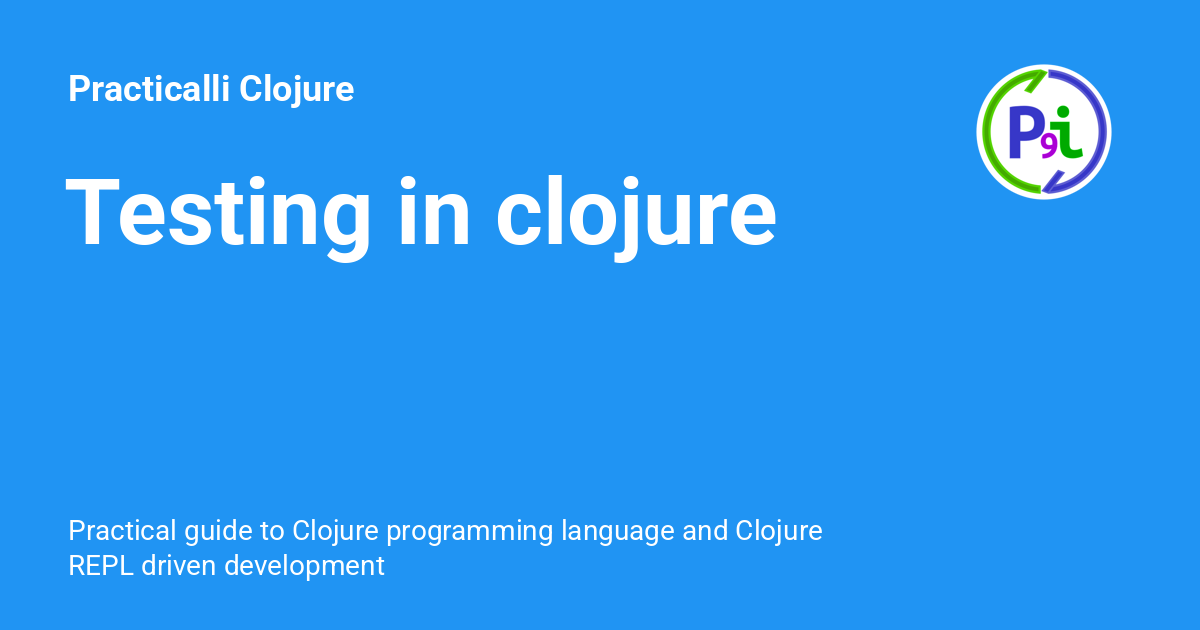 Practicalli Clojure
P9i
Testing in clojure
Practical guide to Clojure programming language and Clojure
REPL driven development